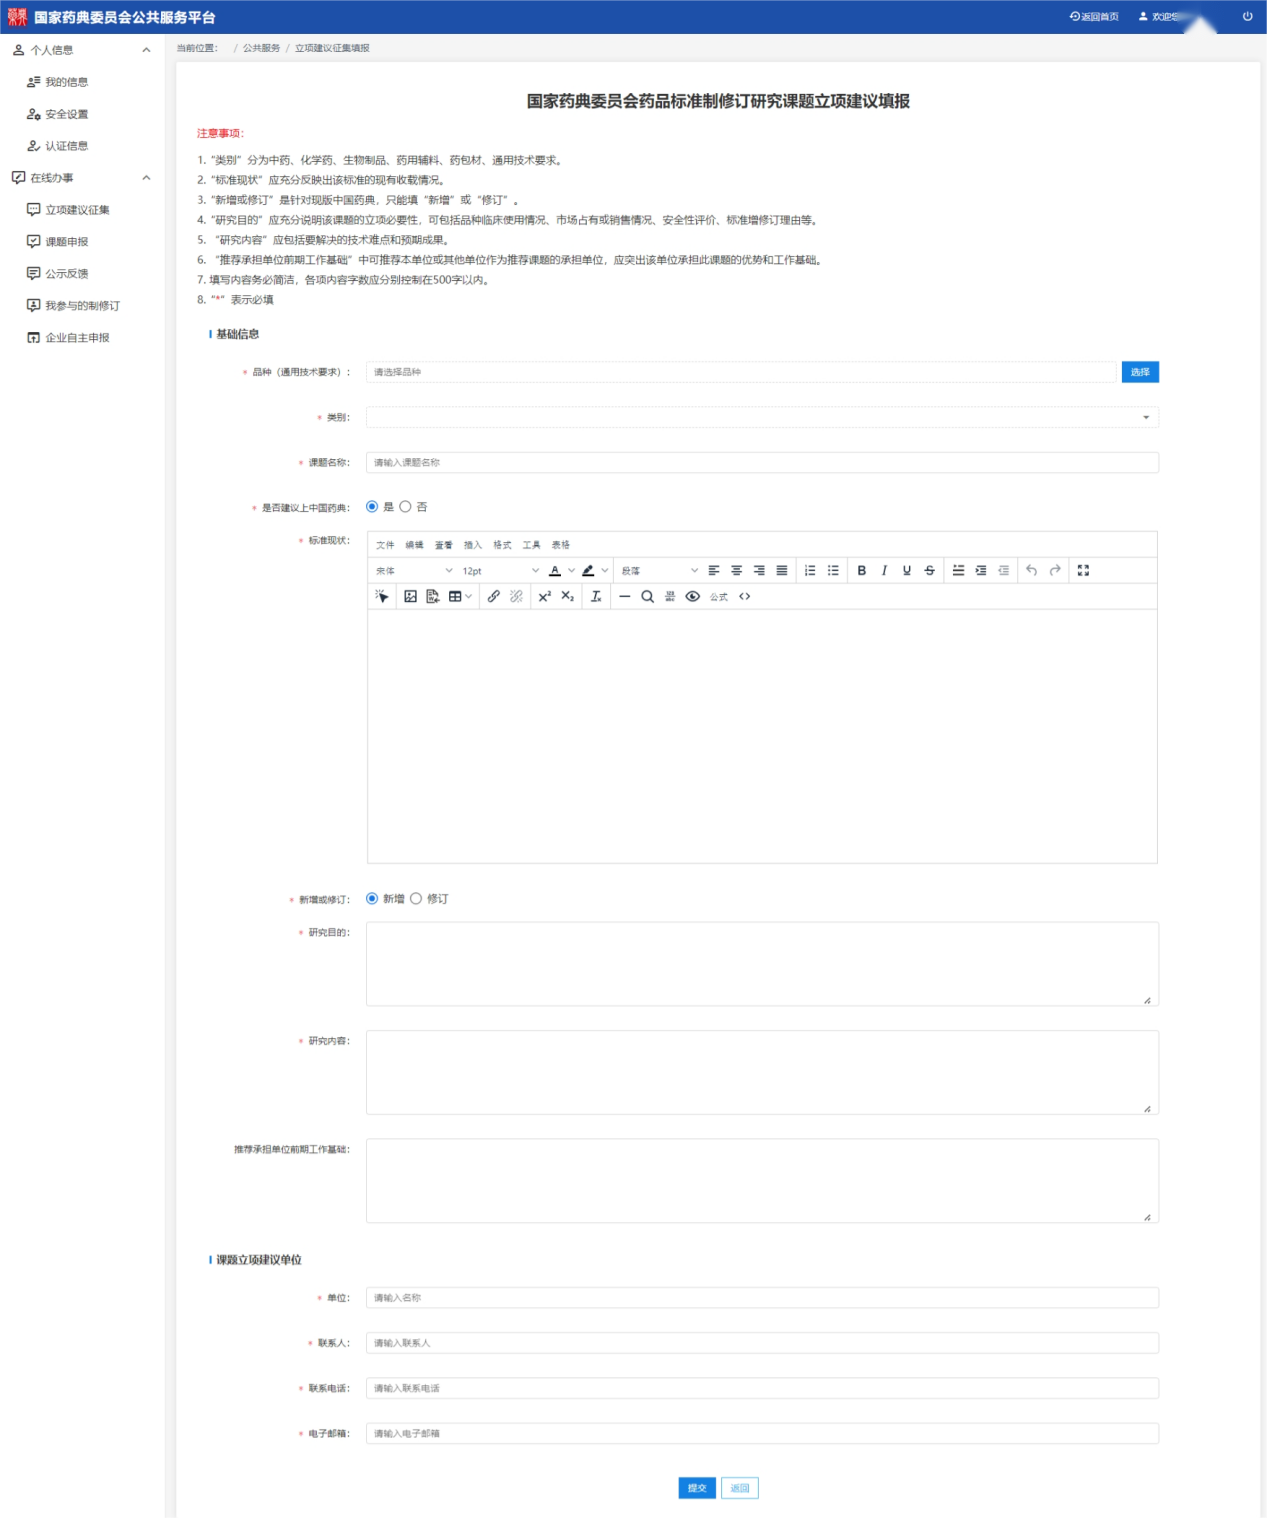 国家药典委员会公共服务平台
返回首页
欢迎
个人信息
我的信息
安全设置
认证信息
在线办事
立项建议征集
课题申报
公示反馈
我参与的制修订
企业自主申报
当前位置： / 公共服务 / 立项建议征集填报
国家药典委员会药品标准制修订研究课题立项建议填报
注意事项：
1. “类别” 分为中药、化学药、生物制品、药用辅料、药包材、通用技术要求。
2. “标准现状” 应充分反映出该标准的现有收载情况。
3. “新增或修订” 是针对现版中国药典，只能填 “新增” 或 “修订” 。
4. “研究目的” 应充分说明该课题的立项必要性，可包括品种临床使用情况、市场占有或销售情况、安全性评价、标准增修订理由等。
5. “研究内容” 应包括要解决的技术难点和预期成果。
6. “推荐承担单位前期工作基础” 中可推荐本单位或其他单位作为推荐课题的承担单位，应突出该单位承担此课题的优势和工作基础。
7. 填写内容务必简洁，各项内容字数应分别控制在500字以内。
8. “*” 表示必填
基础信息
* 品种（通用技术要求）： 请选择品种 选择
* 类别：
* 课题名称： 请输入课题名称
* 是否建议上中国药典： 是 否
* 标准现状：
文件 编辑 查看 插入 格式 工具 表格
宋体 12pt A 段落 B I U S
X² X₂ Ix 公式 <>
* 新增或修订： 新增 修订
* 研究目的：
* 研究内容：
推荐承担单位前期工作基础：
课题立项建议单位
* 单位： 请输入名称
* 联系人： 请输入联系人
* 联系电话： 请输入联系电话
* 电子邮箱： 请输入电子邮箱
提交 返回